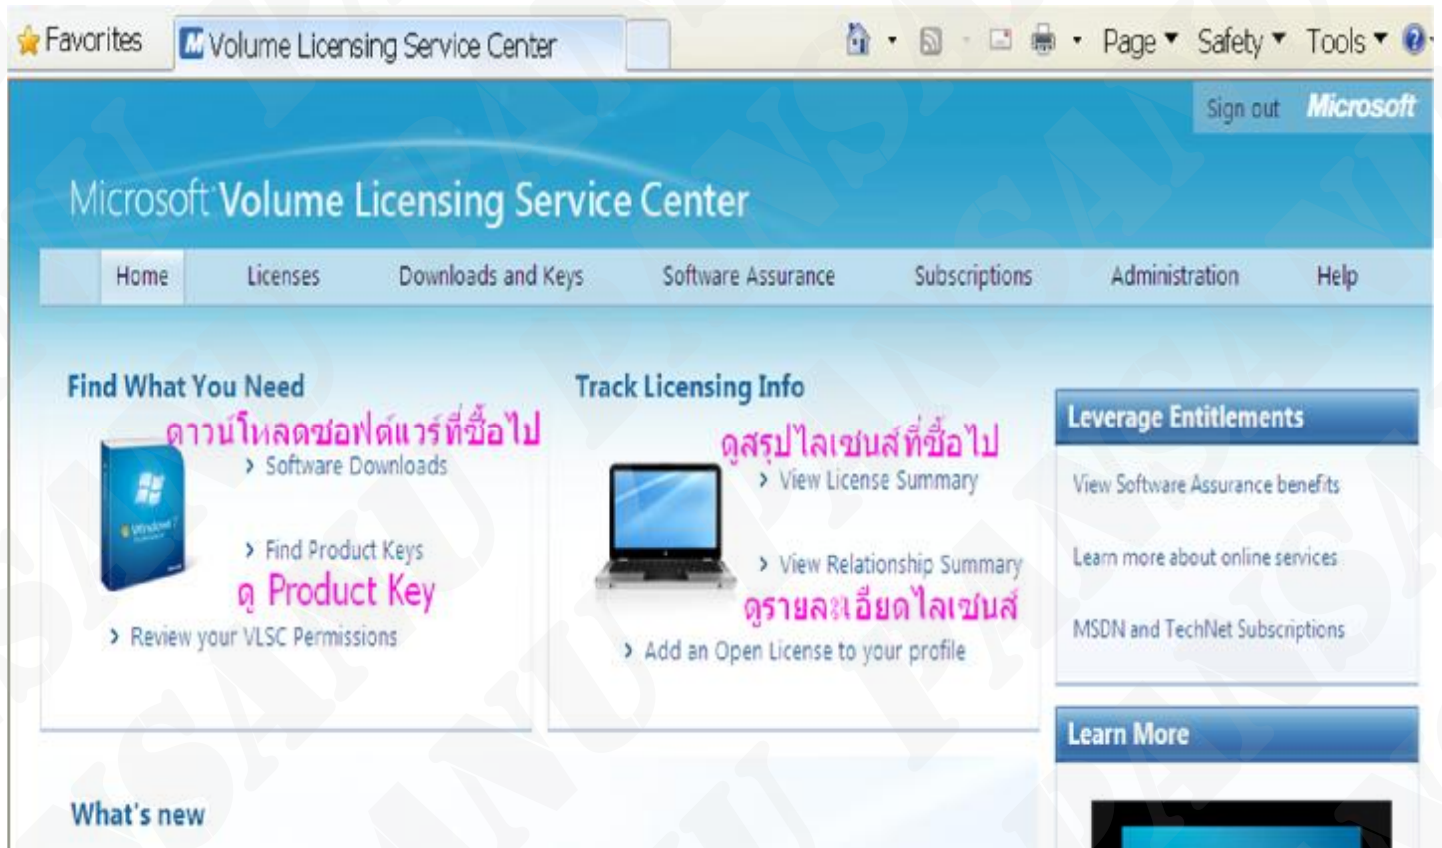 Favorites
Volume Licensing Service Center
Page
Safety
Tools
Sign out
Microsoft
Microsoft Volume Licensing Service Center
Home
Licenses
Downloads and Keys
Software Assurance
Subscriptions
Administration
Help
Find What You Need
ดาวน์โหลดซอฟต์แวร์ที่ซื้อไป
Software Downloads
Find Product Keys
ดู Product Key
Review your VLSC Permissions
Track Licensing Info
ดูสรุปไลเซนส์ที่ซื้อไป
View License Summary
View Relationship Summary
ดูรายละเอียดไลเซนส์
Add an Open License to your profile
Leverage Entitlements
View Software Assurance benefits
Learn more about online services
MSDN and TechNet Subscriptions
Learn More
What's new
Windows 7
PANSANU